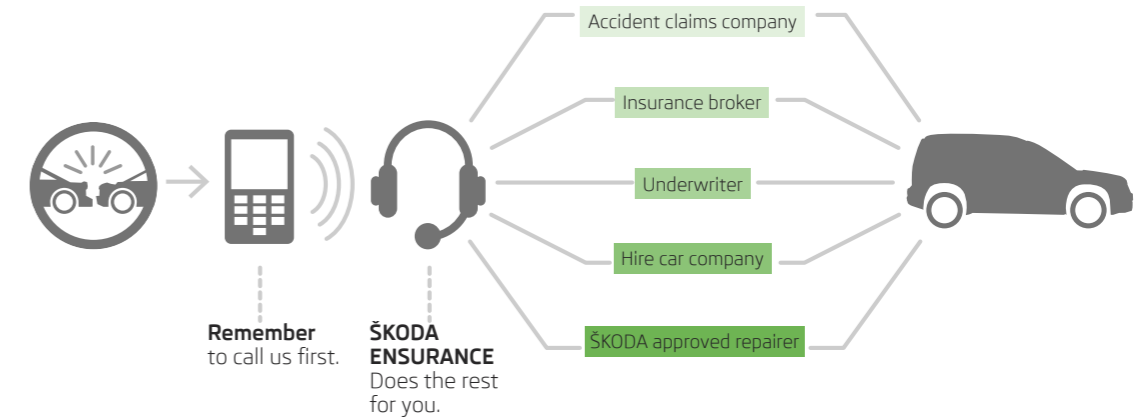 Accident claims company
Insurance broker
Underwriter
Hire car company
ŠKODA approved repairer
Remember
to call us first.
ŠKODA
ENSURANCE
Does the rest
for you.